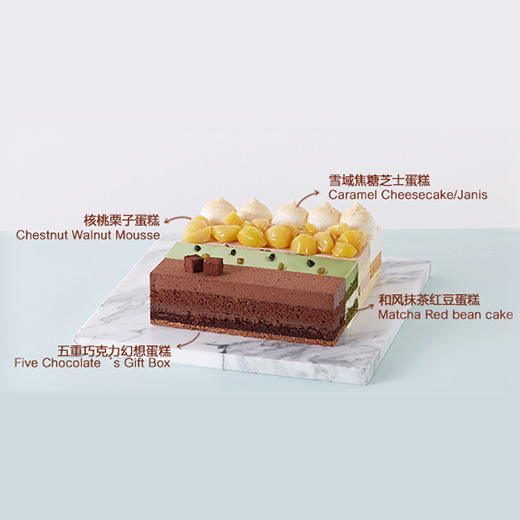 雪域焦糖芝士蛋糕
Caramel Cheesecake/Janis
核桃栗子蛋糕
Chestnut Walnut Mousse
和风抹茶红豆蛋糕
Matcha Red bean cake
五重巧克力幻想蛋糕
Five Chocolate‘s Gift Box